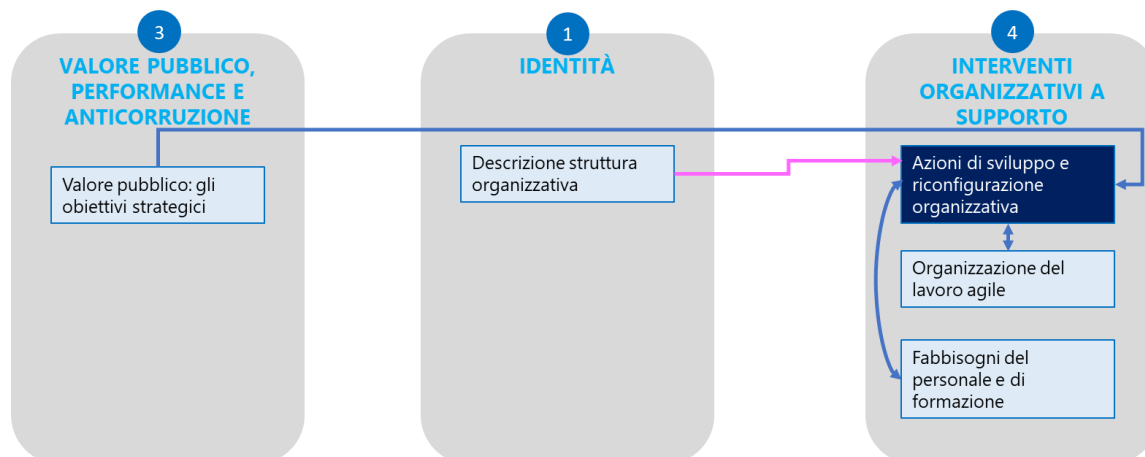 3
VALORE PUBBLICO,
PERFORMANCE E
ANTICORRUZIONE
Valore pubblico: gli
obiettivi strategici
1
IDENTITÀ
Descrizione struttura
organizzativa
4
INTERVENTI
ORGANIZZATIVI A
SUPPORTO
Azioni di sviluppo e
riconfigurazione
organizzativa
Organizzazione del
lavoro agile
Fabbisogni del
personale e di
formazione